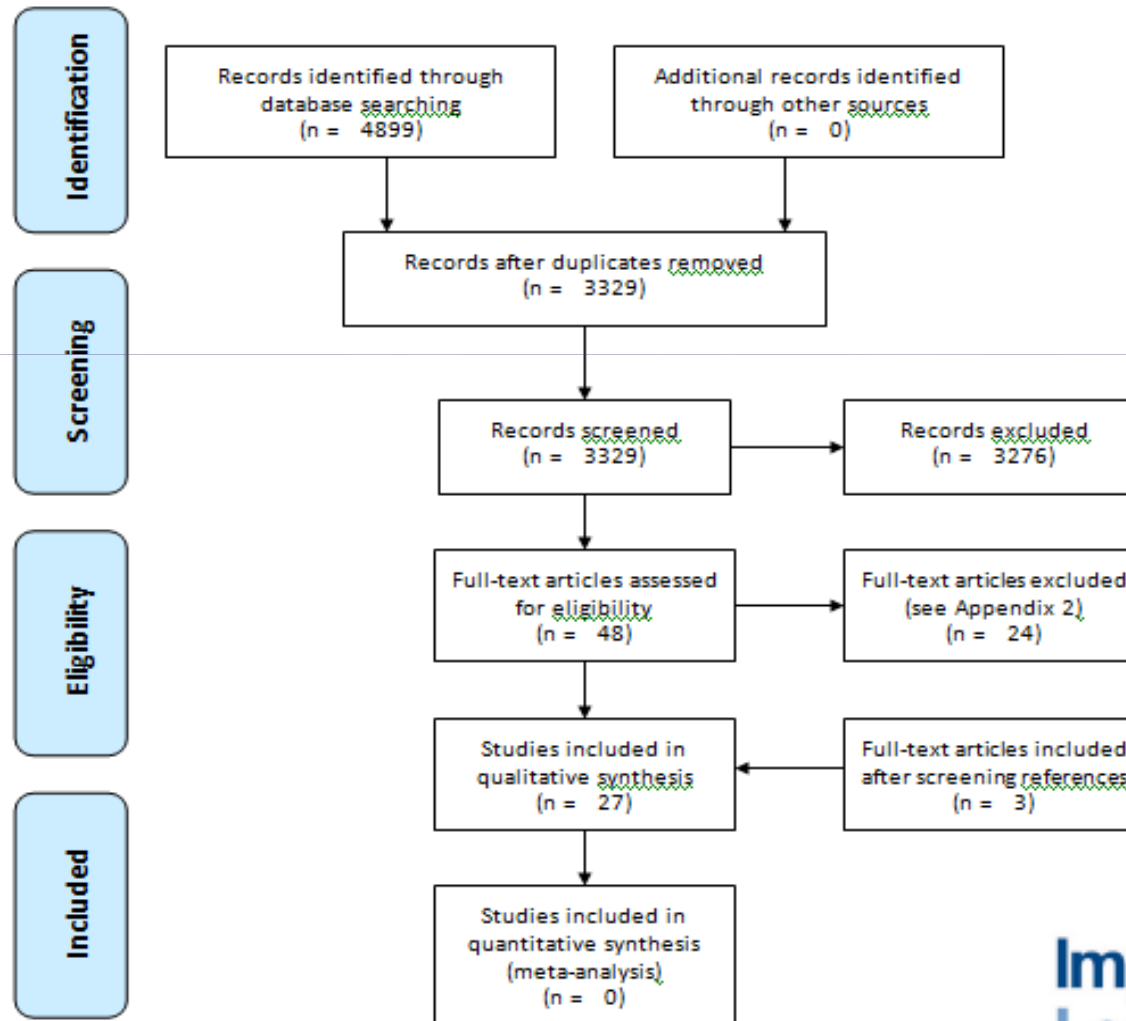 Identification
Records identified through
database searching
(n = 4899)
Additional records identified
through other sources
(n = 0)
Records after duplicates removed
(n = 3329)
Screening
Records screened
(n = 3329)
Records excluded
(n = 3276)
Eligibility
Full-text articles assessed
for eligibility
(n = 48)
Full-text articles excluded
(see Appendix 2)
(n = 24)
Studies included in
qualitative synthesis
(n = 27)
Full-text articles included
after screening references
(n = 3)
Included
Studies included in
quantitative synthesis
(meta-analysis)
(n = 0)
Im